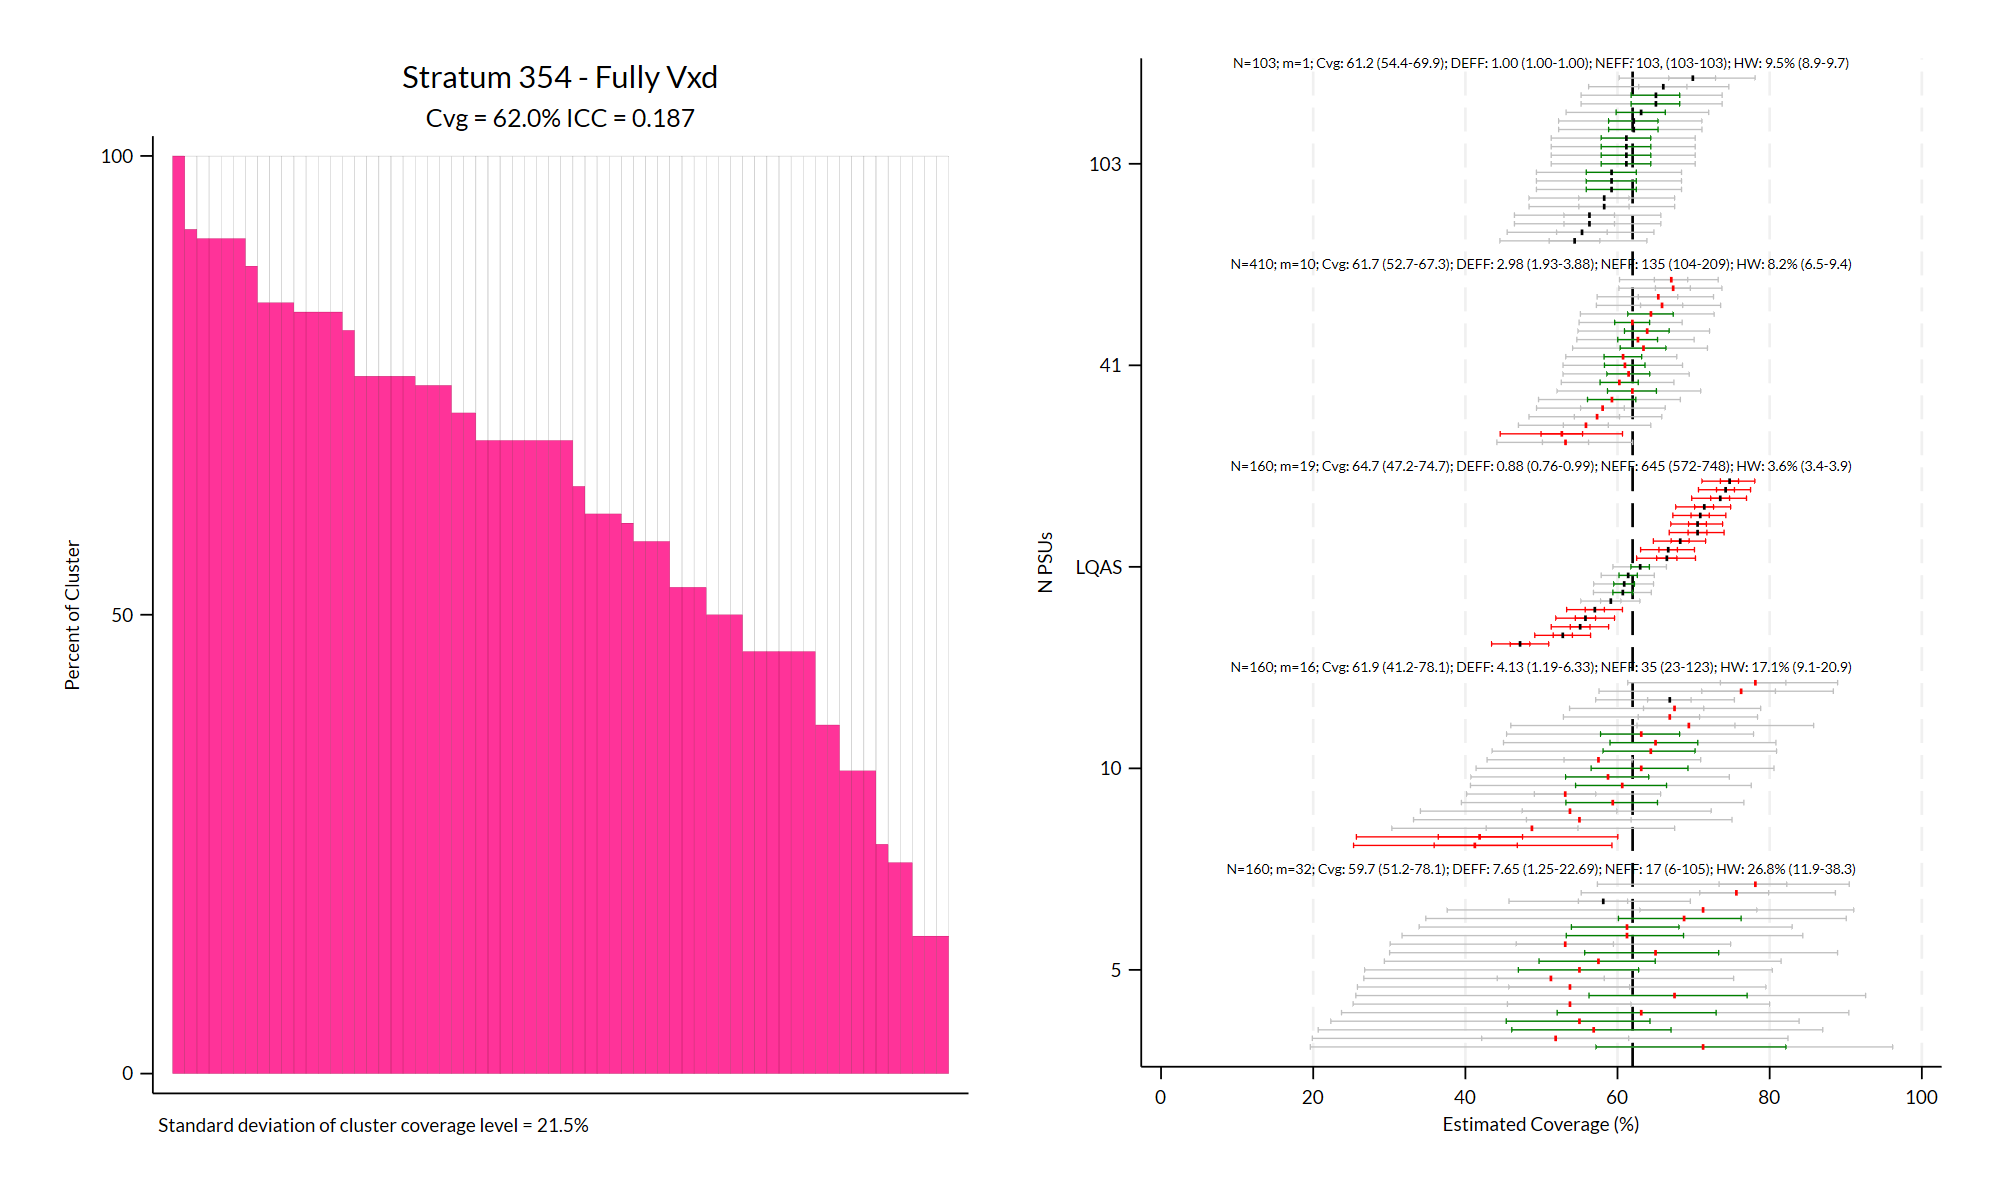 Stratum 354 - Fully Vxd
Cvg = 62.0% ICC = 0.187
100
50
0
Percent of Cluster
Standard deviation of cluster coverage level = 21.5%
N=103; m=1; Cvg: 61.2 (54.4-69.9); DEFF: 1.00 (1.00-1.00); NEFF: 103, (103-103); HW: 9.5% (8.9-9.7)
103
N=410; m=10; Cvg: 61.7 (52.7-67.3); DEFF: 2.98 (1.93-3.88); NEFF: 135 (104-209); HW: 8.2% (6.5-9.4)
41
N=160; m=19; Cvg: 64.7 (47.2-74.7); DEFF: 0.88 (0.76-0.99); NEFF: 645 (572-748); HW: 3.6% (3.4-3.9)
LQAS
N=160; m=16; Cvg: 61.9 (41.2-78.1); DEFF: 4.13 (1.19-6.33); NEFF: 35 (23-123); HW: 17.1% (9.1-20.9)
10
N=160; m=32; Cvg: 59.7 (51.2-78.1); DEFF: 7.65 (1.25-22.69); NEFF: 17 (6-105); HW: 26.8% (11.9-38.3)
5
N PSUs
0 20 40 60 80 100
Estimated Coverage (%)